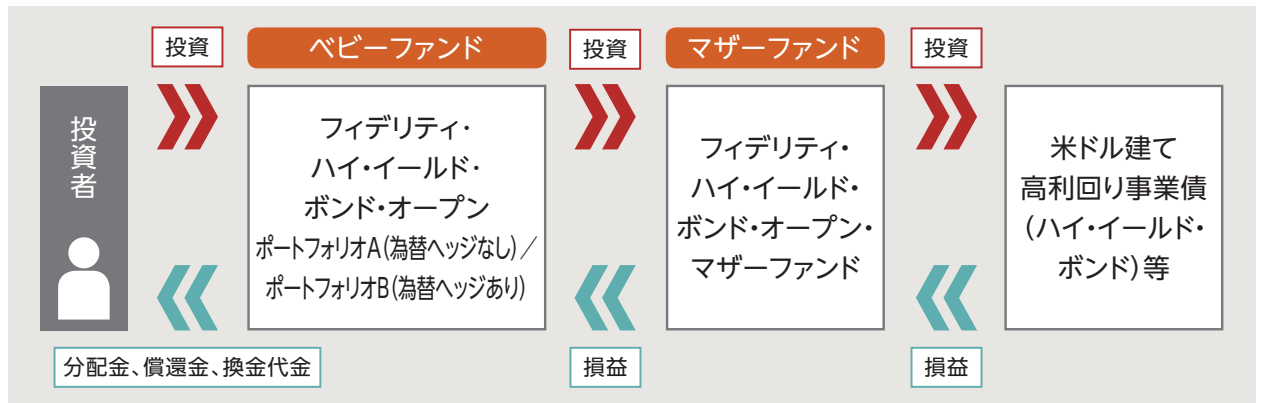 投資
ベビーファンド
投資
マザーファンド
投資
投資者
フィデリティ・
ハイ・イールド・
ボンド・オープン
ポートフォリオA(為替ヘッジなし)／
ポートフォリオB(為替ヘッジあり)
フィデリティ・
ハイ・イールド・
ボンド・オープン・
マザーファンド
米ドル建て
高利回り事業債
(ハイ・イールド・
ボンド)等
分配金、償還金、換金代金
損益
損益